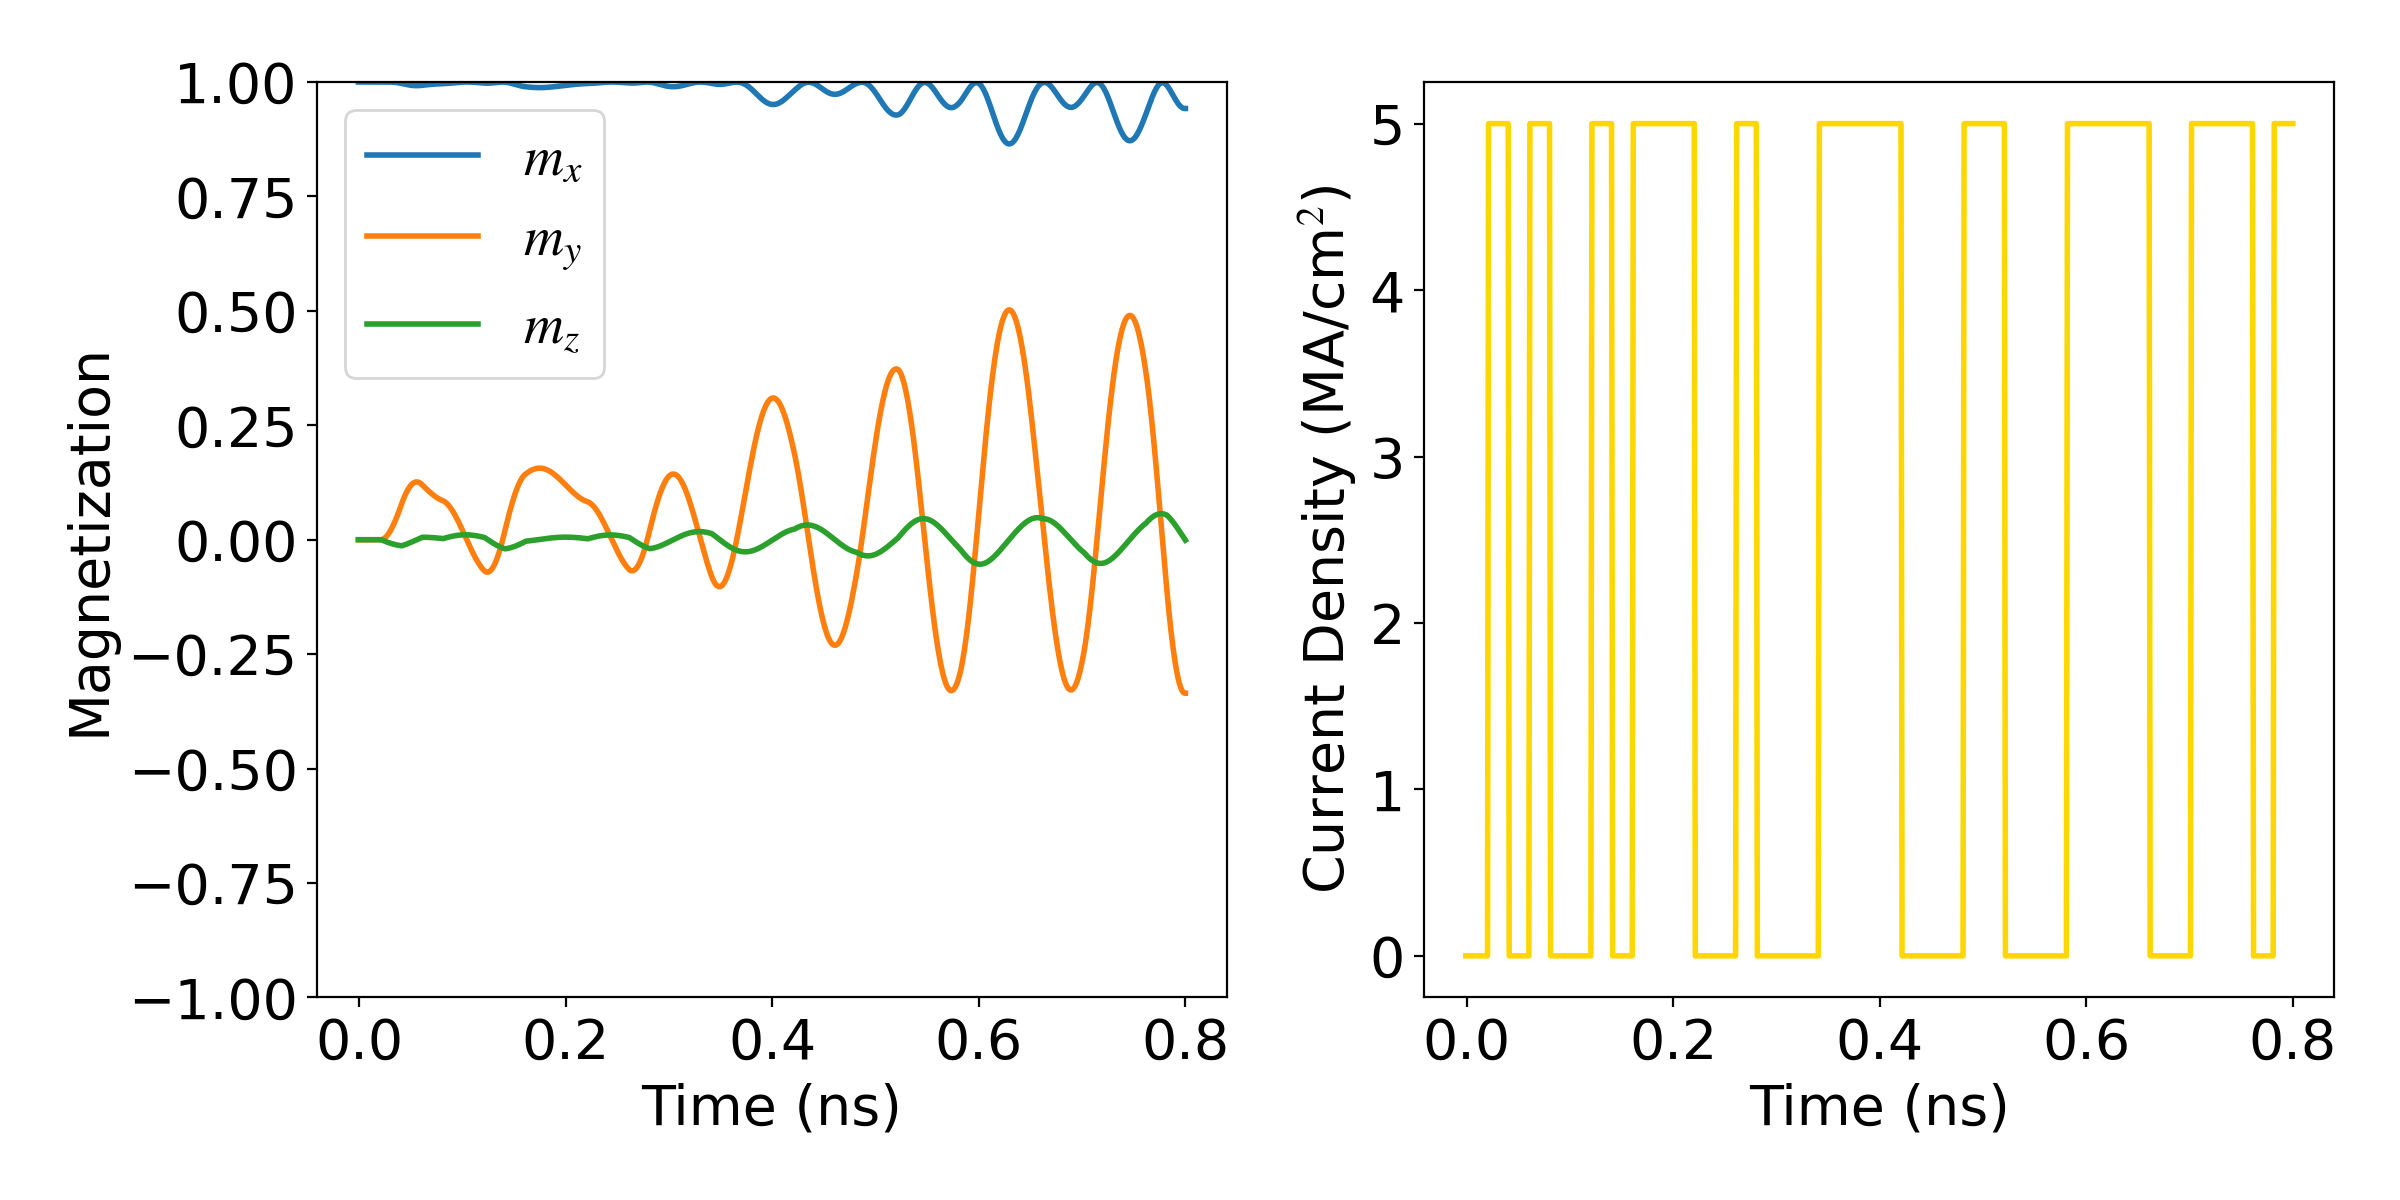 Magnetization
1.00
0.75
0.50
0.25
0.00
−0.25
−0.50
−0.75
−1.00
m_x
m_y
m_z
0.0 0.2 0.4 0.6 0.8
Time (ns)
Current Density (MA/cm²)
5
4
3
2
1
0
0.0 0.2 0.4 0.6 0.8
Time (ns)